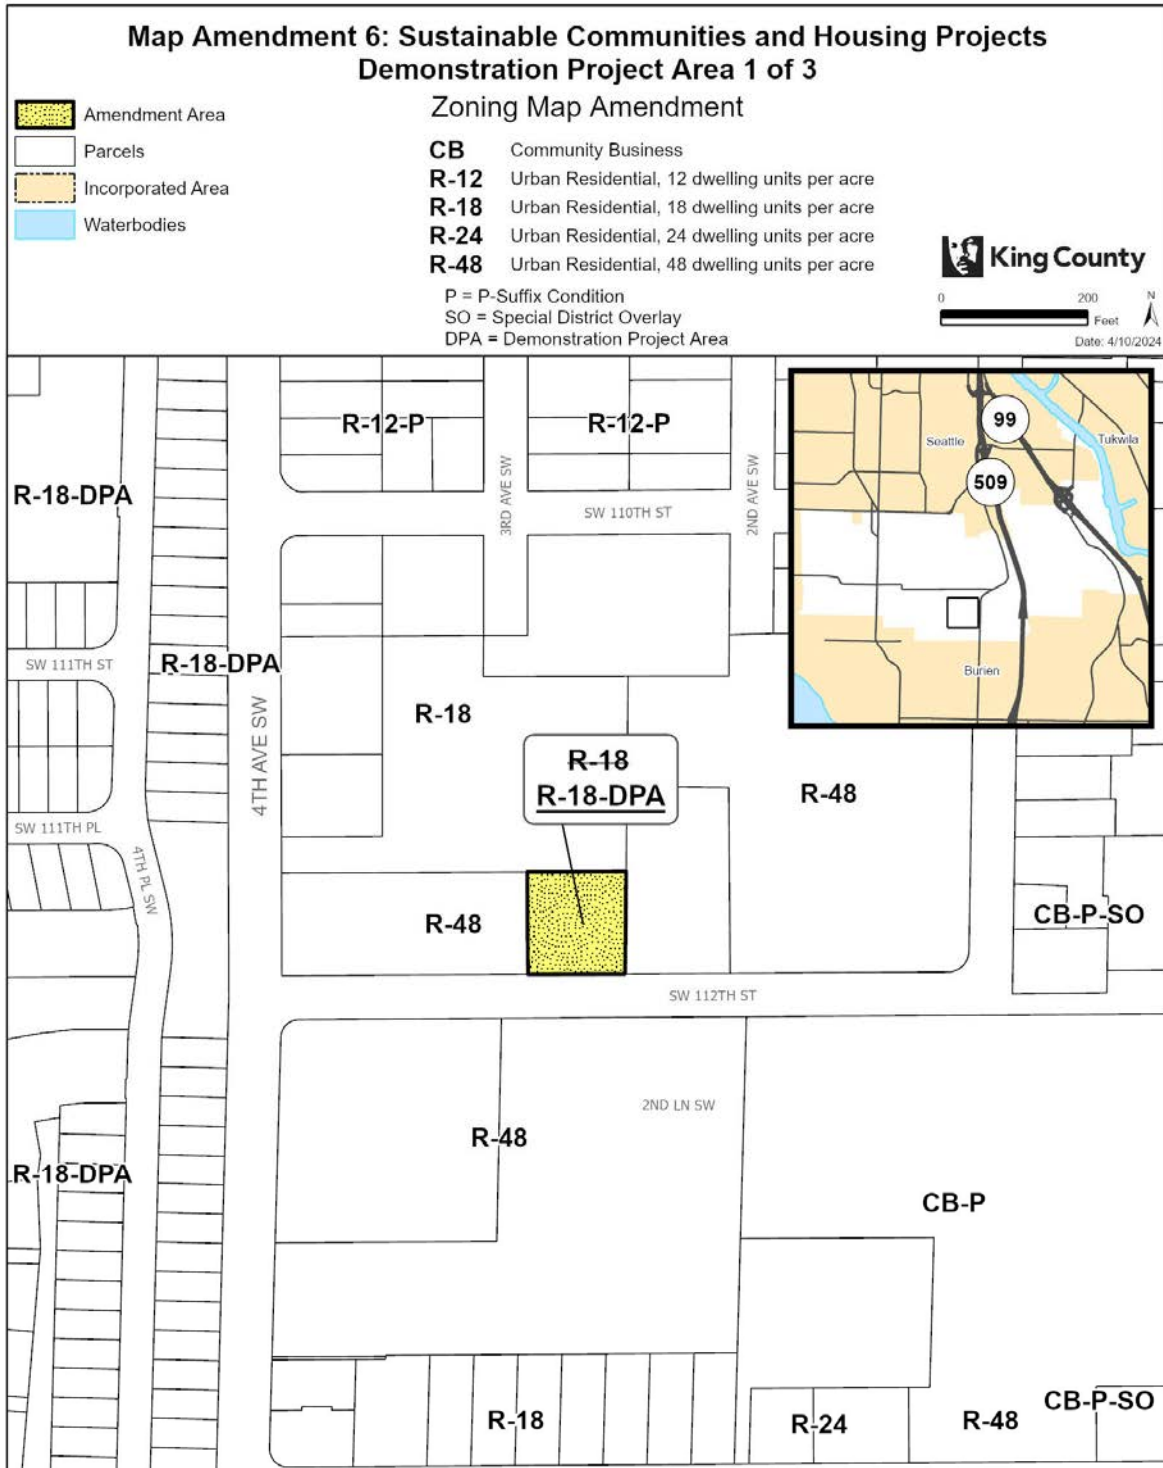 Map Amendment 6: Sustainable Communities and Housing Projects
Demonstration Project Area 1 of 3
Zoning Map Amendment
Amendment Area
Parcels
Incorporated Area
Waterbodies
CB Community Business
R-12 Urban Residential, 12 dwelling units per acre
R-18 Urban Residential, 18 dwelling units per acre
R-24 Urban Residential, 24 dwelling units per acre
R-48 Urban Residential, 48 dwelling units per acre
P = P-Suffix Condition
SO = Special District Overlay
DPA = Demonstration Project Area
King County
0 200
Feet
N
Date: 4/10/2024
R-12-P
R-12-P
R-18-DPA
3RD AVE SW
SW 110TH ST
2ND AVE SW
99
Seattle
Tukwila
509
Burien
SW 111TH ST
R-18-DPA
4TH AVE SW
R-18
R-18
R-18-DPA
R-48
SW 111TH PL
4TH PL SW
R-48
CB-P-SO
SW 112TH ST
2ND LN SW
R-48
R-18-DPA
CB-P
R-18
R-24
R-48
CB-P-SO